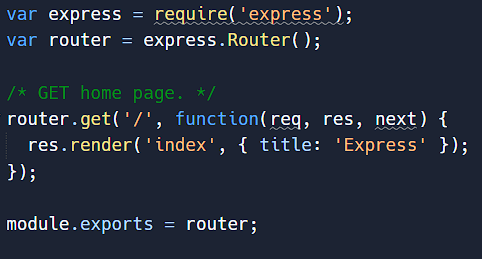 var express = require('express');
var router = express.Router();
/* GET home page. */
router.get('/', function(req, res, next) {
  res.render('index', { title: 'Express' });
});
module.exports = router;